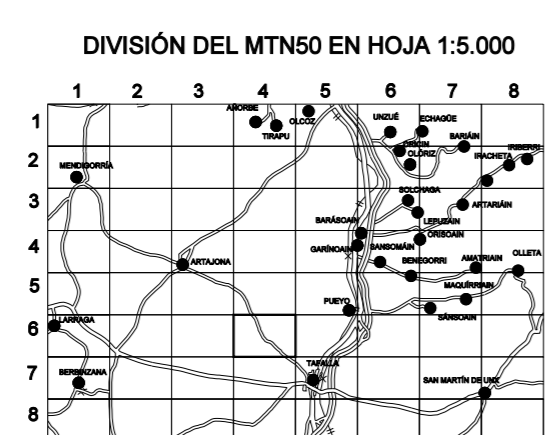 DIVISIÓN DEL MTN50 EN HOJA 1:5.000
1 2 3 4 5 6 7 8
1
AÑORBE
TIRAPU
OLCOZ
UNZUÉ
ECHAGÜE
2
MENDIGORRÍA
ORICIN
OLÓRIZ
BARIÁIN
IRACHETA
IRIBERRI
3
SOLCHAGA
LEPUZAIN
ARTARIÁIN
4
BARÁSOAIN
GARÍNOAIN
SANSOMÁIN
ORISOAIN
ARTAJONA
5
BENEGORRI
AMATRIAIN
OLLETA
MAQUÍRRIAIN
PUEYO
SÁNSOAIN
6
LARRAGA
7
BERBINZANA
TAFALLA
SAN MARTÍN DE UNX
8